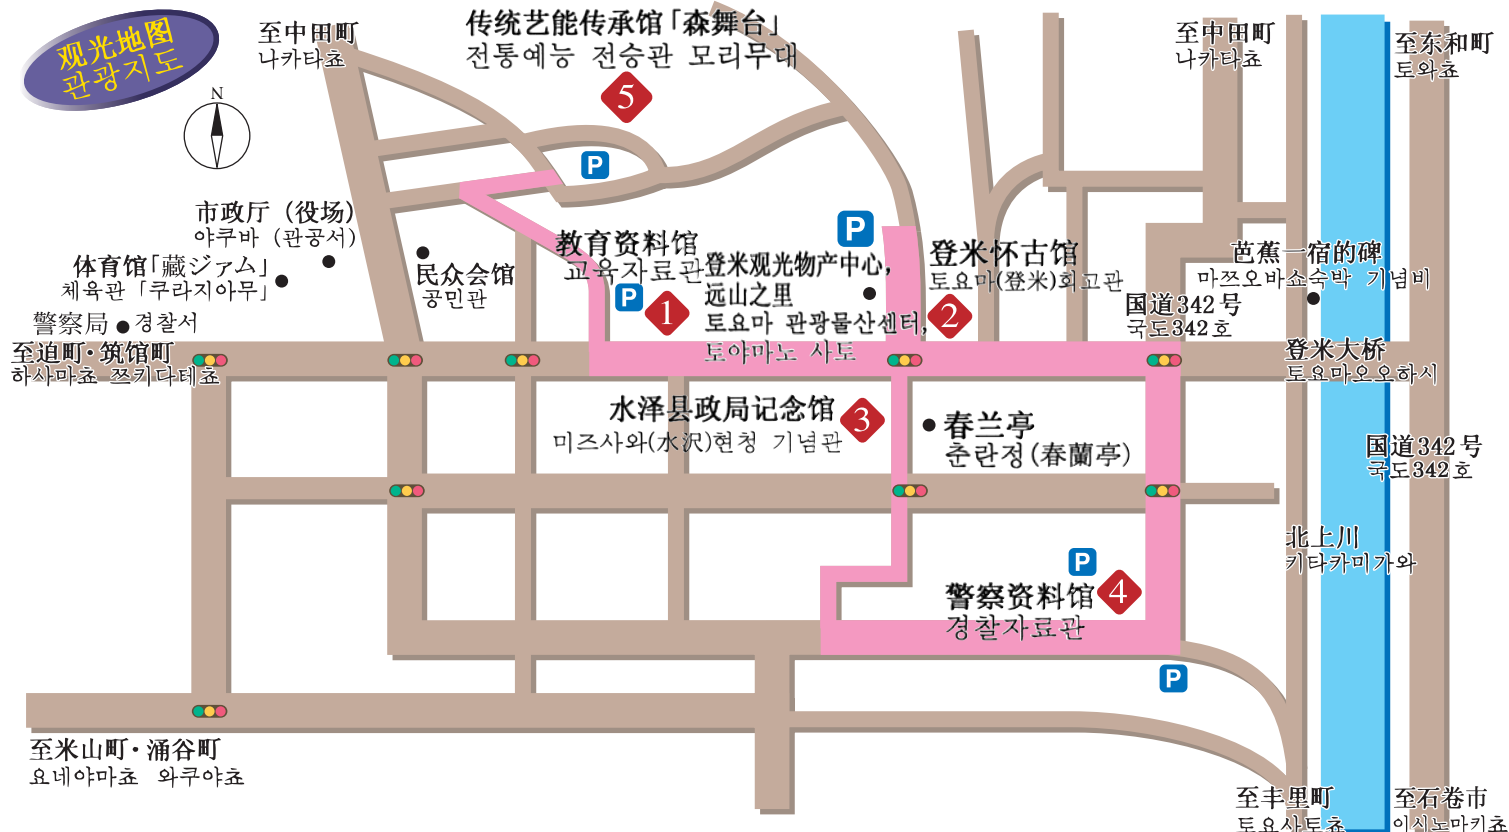 观光地图
관광지도
N
至中田町
나카타쵸
传统艺能传承馆「森舞台」
전통예능 전승관 모리무대
5
P
至中田町
나카타쵸
至东和町
토와쵸
市政厅（役场）
야쿠바 (관공서)
体育馆「藏ジァム」
체육관「쿠라지아무」
警察局
경찰서
民众会馆
공민관
教育资料馆
교육자료관
P
1
P
登米观光物产中心,
远山之里
토요마 관광물산센터,
토야마노 사토
登米怀古馆
토요마(登米)회고관
2
芭蕉一宿的碑
마쯔오바쇼숙박 기념비
国道342号
국도342호
至迫町·筑馆町
하사마쵸 쯔키다테쵸
登米大桥
토요마오오하시
水泽县政局记念馆
미즈사와(水沢)현청 기념관
3
春兰亭
춘란정(春蘭亭)
国道342号
국도342호
北上川
키타카미가와
P
警察资料馆
경찰자료관
4
P
至米山町·涌谷町
요네야마쵸 와쿠야쵸
至丰里町
토요사토쵸
至石卷市
이시노마키쵸